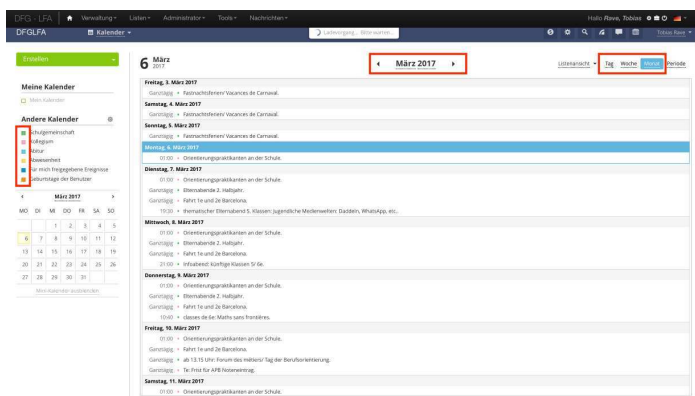 DFG - LFA Verwaltung Listen Administrator Tools Nachrichten Hallo Rave, Tobias
DFGLFA Kalender Ladevorgang... Bitte warten... Tobias Rave
Erstellen
6 März 2017
März 2017
Listenansicht Tag Woche Monat Periode
Meine Kalender
Mein Kalender
Andere Kalender
Schulgemeinschaft
Kollegium
Abitur
Abwesenheit
Für mich freigegebene Ereignisse
Geburtstage der Benutzer
März 2017
MO DI MI DO FR SA SO
1 2 3 4 5
6 7 8 9 10 11 12
13 14 15 16 17 18 19
20 21 22 23 24 25 26
27 28 29 30 31
Mini-Kalender ausblenden
Freitag, 3. März 2017
Ganztägig Fastnachtsferien/ Vacances de Carnaval.
Samstag, 4. März 2017
Ganztägig Fastnachtsferien/ Vacances de Carnaval.
Sonntag, 5. März 2017
Ganztägig Fastnachtsferien/ Vacances de Carnaval.
Montag, 6. März 2017
01:00 Orientierungspraktikanten an der Schule.
Dienstag, 7. März 2017
01:00 Orientierungspraktikanten an der Schule.
Ganztägig Elternabende 2. Halbjahr.
Ganztägig Fahrt 1e und 2e Barcelona.
19:30 thematischer Elternabend 5. Klassen: Jugendliche Medienwelten: Daddeln, WhatsApp, etc..
Mittwoch, 8. März 2017
01:00 Orientierungspraktikanten an der Schule.
Ganztägig Elternabende 2. Halbjahr.
Ganztägig Fahrt 1e und 2e Barcelona.
21:00 Infoabend: künftige Klassen 5/ 6e.
Donnerstag, 9. März 2017
01:00 Orientierungspraktikanten an der Schule.
Ganztägig Elternabende 2. Halbjahr.
Ganztägig Fahrt 1e und 2e Barcelona.
10:40 classes de 6e: Maths sans frontières.
Freitag, 10. März 2017
01:00 Orientierungspraktikanten an der Schule.
Ganztägig Fahrt 1e und 2e Barcelona.
Ganztägig ab 13.15 Uhr: Forum des métiers/ Tag der Berufsorientierung.
Ganztägig Te: Frist für APB Noteneintrag.
Samstag, 11. März 2017
01:00 Orientierungspraktikanten an der Schule.